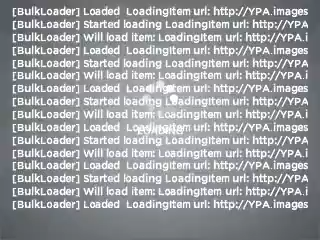 [BulkLoader] Loaded  LoadingItem url: http://YPA.images
[BulkLoader] Started loading LoadingItem url: http://YPA
[BulkLoader] Will load item: LoadingItem url: http://YPA.i
[BulkLoader] Loaded  LoadingItem url: http://YPA.images
[BulkLoader] Started loading LoadingItem url: http://YPA
[BulkLoader] Will load item: LoadingItem url: http://YPA.i
[BulkLoader] Loaded  LoadingItem url: http://YPA.images
[BulkLoader] Started loading LoadingItem url: http://YPA
[BulkLoader] Will load item: LoadingItem url: http://YPA.i
[BulkLoader] Loaded  LoadingItem url: http://YPA.images
LOADING
[BulkLoader] Started loading LoadingItem url: http://YPA
[BulkLoader] Will load item: LoadingItem url: http://YPA.i
[BulkLoader] Loaded  LoadingItem url: http://YPA.images
[BulkLoader] Started loading LoadingItem url: http://YPA
[BulkLoader] Will load item: LoadingItem url: http://YPA.i
[BulkLoader] Loaded  LoadingItem url: http://YPA.images